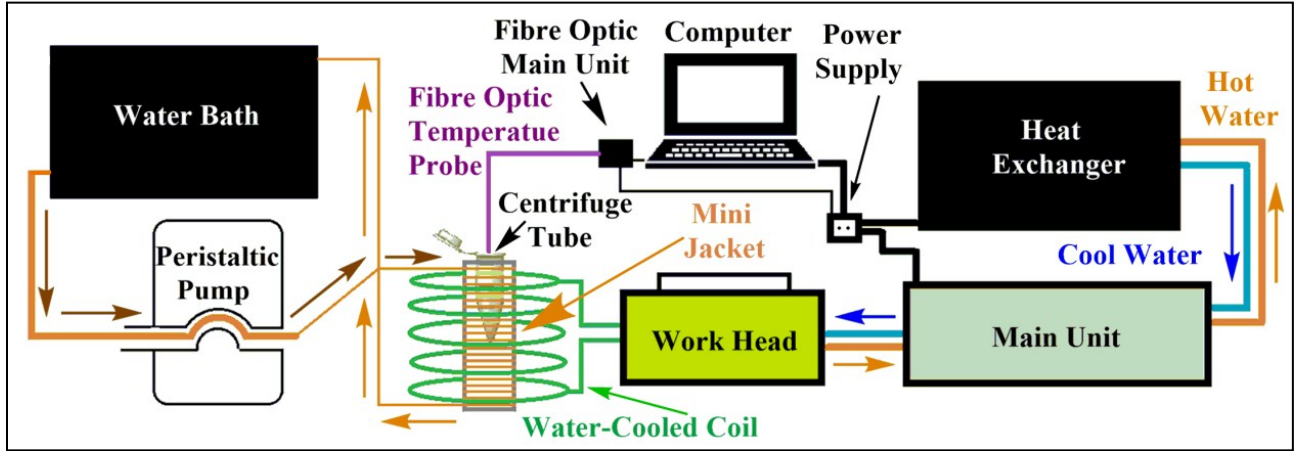 Water Bath
Peristaltic
Pump
Fibre Optic
Temperatue
Probe
Fibre Optic
Main Unit
Computer
Power
Supply
Centrifuge
Tube
Mini
Jacket
Water-Cooled Coil
Work Head
Heat
Exchanger
Hot
Water
Cool Water
Main Unit